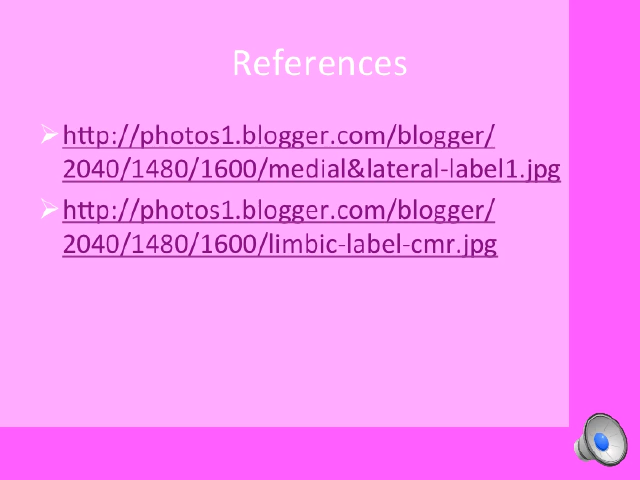 References
http://photos1.blogger.com/blogger/
2040/1480/1600/medial&lateral-label1.jpg
http://photos1.blogger.com/blogger/
2040/1480/1600/limbic-label-cmr.jpg